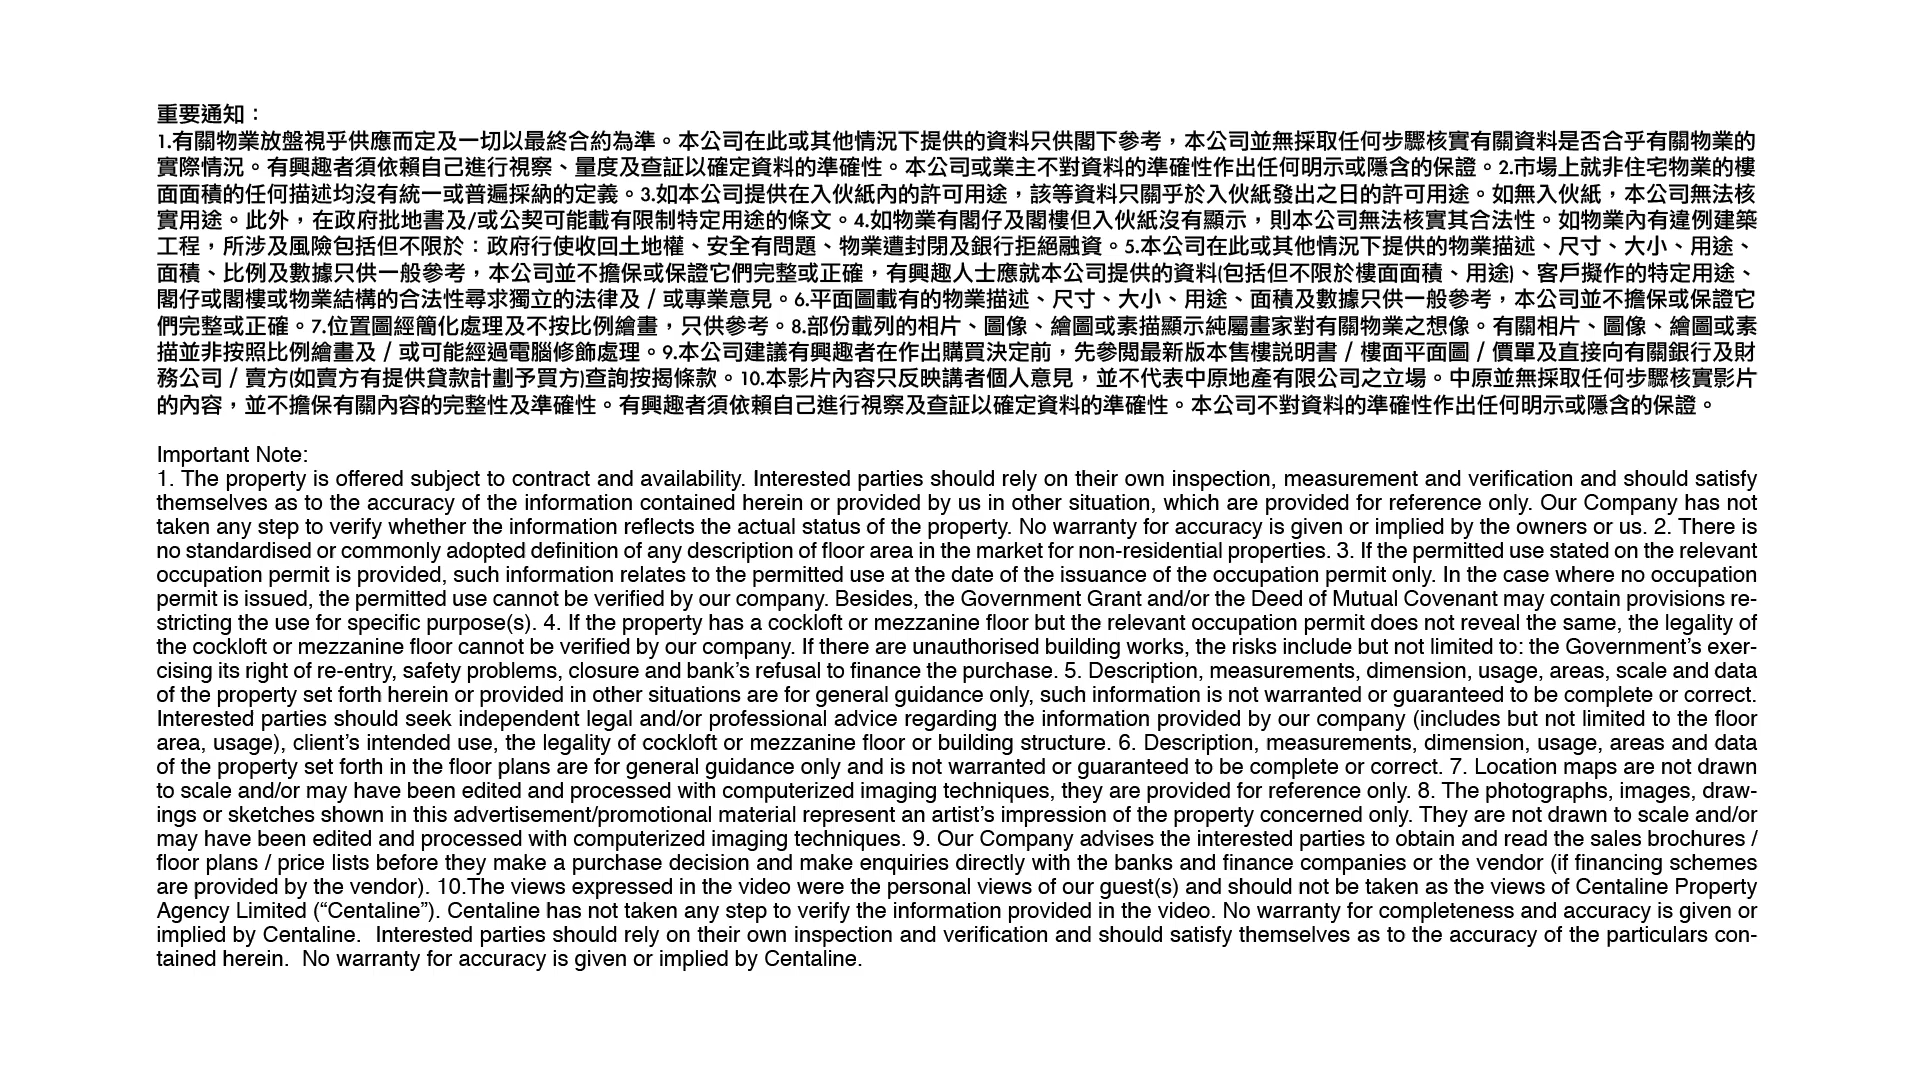 重要通知：
1.有關物業放盤視乎供應而定及一切以最終合約為準。本公司在此或其他情況下提供的資料只供閣下參考，本公司並無採取任何步驟核實有關資料是否合乎有關物業的
實際情況。有興趣者須依賴自己進行視察、量度及查証以確定資料的準確性。本公司或業主不對資料的準確性作出任何明示或隱含的保證。2.市場上就非住宅物業的樓
面面積的任何描述均沒有統一或普遍採納的定義。3.如本公司提供在入伙紙內的許可用途，該等資料只關乎於入伙紙發出之日的許可用途。如無入伙紙，本公司無法核
實用途。此外，在政府批地書及/或公契可能載有限制特定用途的條文。4.如物業有閣仔及閣樓但入伙紙沒有顯示，則本公司無法核實其合法性。如物業內有違例建築
工程，所涉及風險包括但不限於：政府行使收回土地權、安全有問題、物業遭封閉及銀行拒絕融資。5.本公司在此或其他情況下提供的物業描述、尺寸、大小、用途、
面積、比例及數據只供一般參考，本公司並不擔保或保證它們完整或正確，有興趣人士應就本公司提供的資料(包括但不限於樓面面積、用途)、客戶擬作的特定用途、
閣仔或閣樓或物業結構的合法性尋求獨立的法律及 / 或專業意見。6.平面圖載有的物業描述、尺寸、大小、用途、面積及數據只供一般參考，本公司並不擔保或保證它
們完整或正確。7.位置圖經簡化處理及不按比例繪畫，只供參考。8.部份載列的相片、圖像、繪圖或素描顯示純屬畫家對有關物業之想像。有關相片、圖像、繪圖或素
描並非按照比例繪畫及 / 或可能經過電腦修飾處理。9.本公司建議有興趣者在作出購買決定前，先參閱最新版本售樓説明書 / 樓面平面圖 / 價單及直接向有關銀行及財
務公司 / 賣方(如賣方有提供貸款計劃予買方)查詢按揭條款。10.本影片內容只反映講者個人意見，並不代表中原地產有限公司之立場。中原並無採取任何步驟核實影片
的內容，並不擔保有關內容的完整性及準確性。有興趣者須依賴自己進行視察及查証以確定資料的準確性。本公司不對資料的準確性作出任何明示或隱含的保證。
Important Note:
1. The property is offered subject to contract and availability. Interested parties should rely on their own inspection, measurement and verification and should satisfy
themselves as to the accuracy of the information contained herein or provided by us in other situation, which are provided for reference only. Our Company has not
taken any step to verify whether the information reflects the actual status of the property. No warranty for accuracy is given or implied by the owners or us. 2. There is
no standardised or commonly adopted definition of any description of floor area in the market for non-residential properties. 3. If the permitted use stated on the relevant
occupation permit is provided, such information relates to the permitted use at the date of the issuance of the occupation permit only. In the case where no occupation
permit is issued, the permitted use cannot be verified by our company. Besides, the Government Grant and/or the Deed of Mutual Covenant may contain provisions re-
stricting the use for specific purpose(s). 4. If the property has a cockloft or mezzanine floor but the relevant occupation permit does not reveal the same, the legality of
the cockloft or mezzanine floor cannot be verified by our company. If there are unauthorised building works, the risks include but not limited to: the Government’s exer-
cising its right of re-entry, safety problems, closure and bank’s refusal to finance the purchase. 5. Description, measurements, dimension, usage, areas, scale and data
of the property set forth herein or provided in other situations are for general guidance only, such information is not warranted or guaranteed to be complete or correct.
Interested parties should seek independent legal and/or professional advice regarding the information provided by our company (includes but not limited to the floor
area, usage), client’s intended use, the legality of cockloft or mezzanine floor or building structure. 6. Description, measurements, dimension, usage, areas and data
of the property set forth in the floor plans are for general guidance only and is not warranted or guaranteed to be complete or correct. 7. Location maps are not drawn
to scale and/or may have been edited and processed with computerized imaging techniques, they are provided for reference only. 8. The photographs, images, draw-
ings or sketches shown in this advertisement/promotional material represent an artist’s impression of the property concerned only. They are not drawn to scale and/or
may have been edited and processed with computerized imaging techniques. 9. Our Company advises the interested parties to obtain and read the sales brochures /
floor plans / price lists before they make a purchase decision and make enquiries directly with the banks and finance companies or the vendor (if financing schemes
are provided by the vendor). 10.The views expressed in the video were the personal views of our guest(s) and should not be taken as the views of Centaline Property
Agency Limited (“Centaline”). Centaline has not taken any step to verify the information provided in the video. No warranty for completeness and accuracy is given or
implied by Centaline.  Interested parties should rely on their own inspection and verification and should satisfy themselves as to the accuracy of the particulars con-
tained herein.  No warranty for accuracy is given or implied by Centaline.